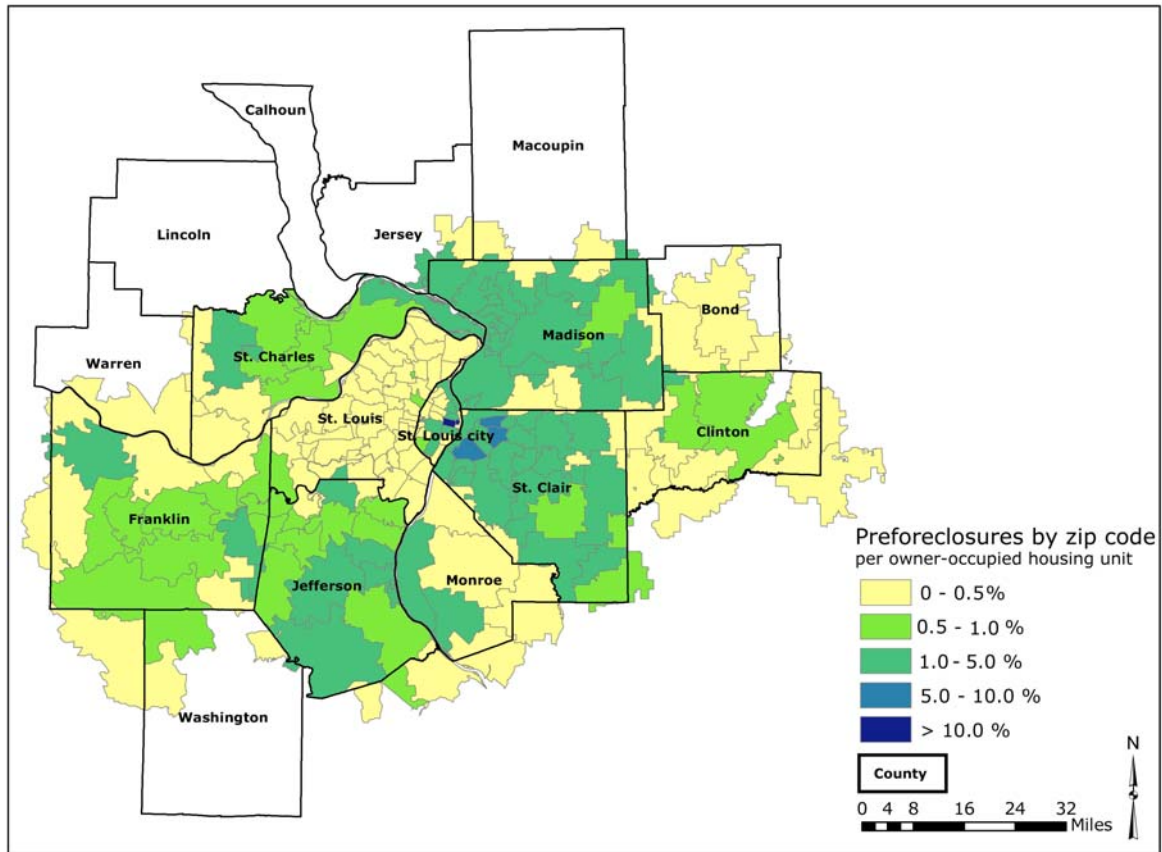 Calhoun
Macoupin
Lincoln
Jersey
Bond
Madison
Warren
St. Charles
St. Louis
St. Louis city
Clinton
St. Clair
Franklin
Jefferson
Monroe
Washington
Preforeclosures by zip code
per owner-occupied housing unit
0 - 0.5%
0.5 - 1.0 %
1.0 - 5.0 %
5.0 - 10.0 %
> 10.0 %
County
N
0 4 8 16 24 32
Miles